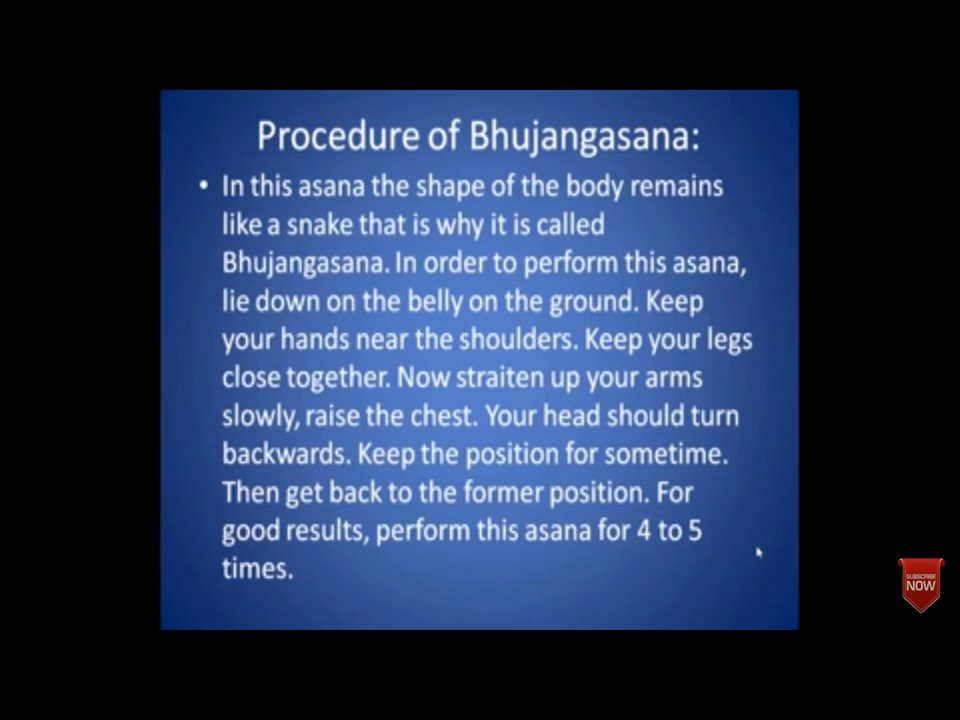 Procedure of Bhujangasana:
• In this asana the shape of the body remains
like a snake that is why it is called
Bhujangasana. In order to perform this asana,
lie down on the belly on the ground. Keep
your hands near the shoulders. Keep your legs
close together. Now straiten up your arms
slowly, raise the chest. Your head should turn
backwards. Keep the position for sometime.
Then get back to the former position. For
good results, perform this asana for 4 to 5
times.
SUBSCRIBE
NOW